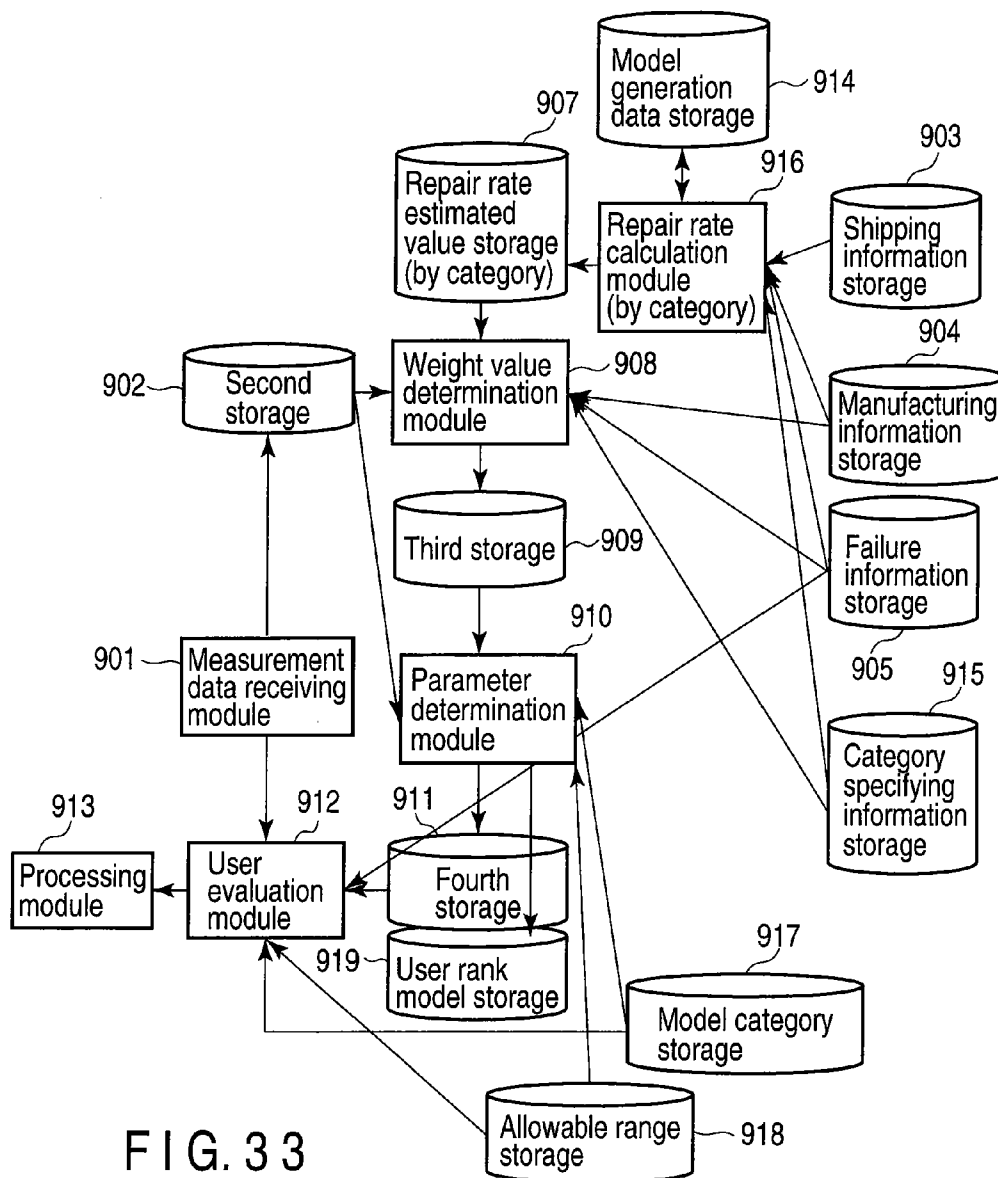 Model
generation
data storage
914
907
903
Repair rate
estimated
value storage
(by category)
916
Repair rate
calculation
module
(by category)
Shipping
information
storage
904
902
Second
storage
Weight value
determination
module
908
Manufacturing
information
storage
Third storage
909
Failure
information
storage
905
901
Measurement
data receiving
module
910
Parameter
determination
module
915
Category
specifying
information
storage
913
Processing
module
912
User
evaluation
module
911
Fourth
storage
919
User rank
model storage
917
Model category
storage
Allowable range
storage
918
FIG. 33